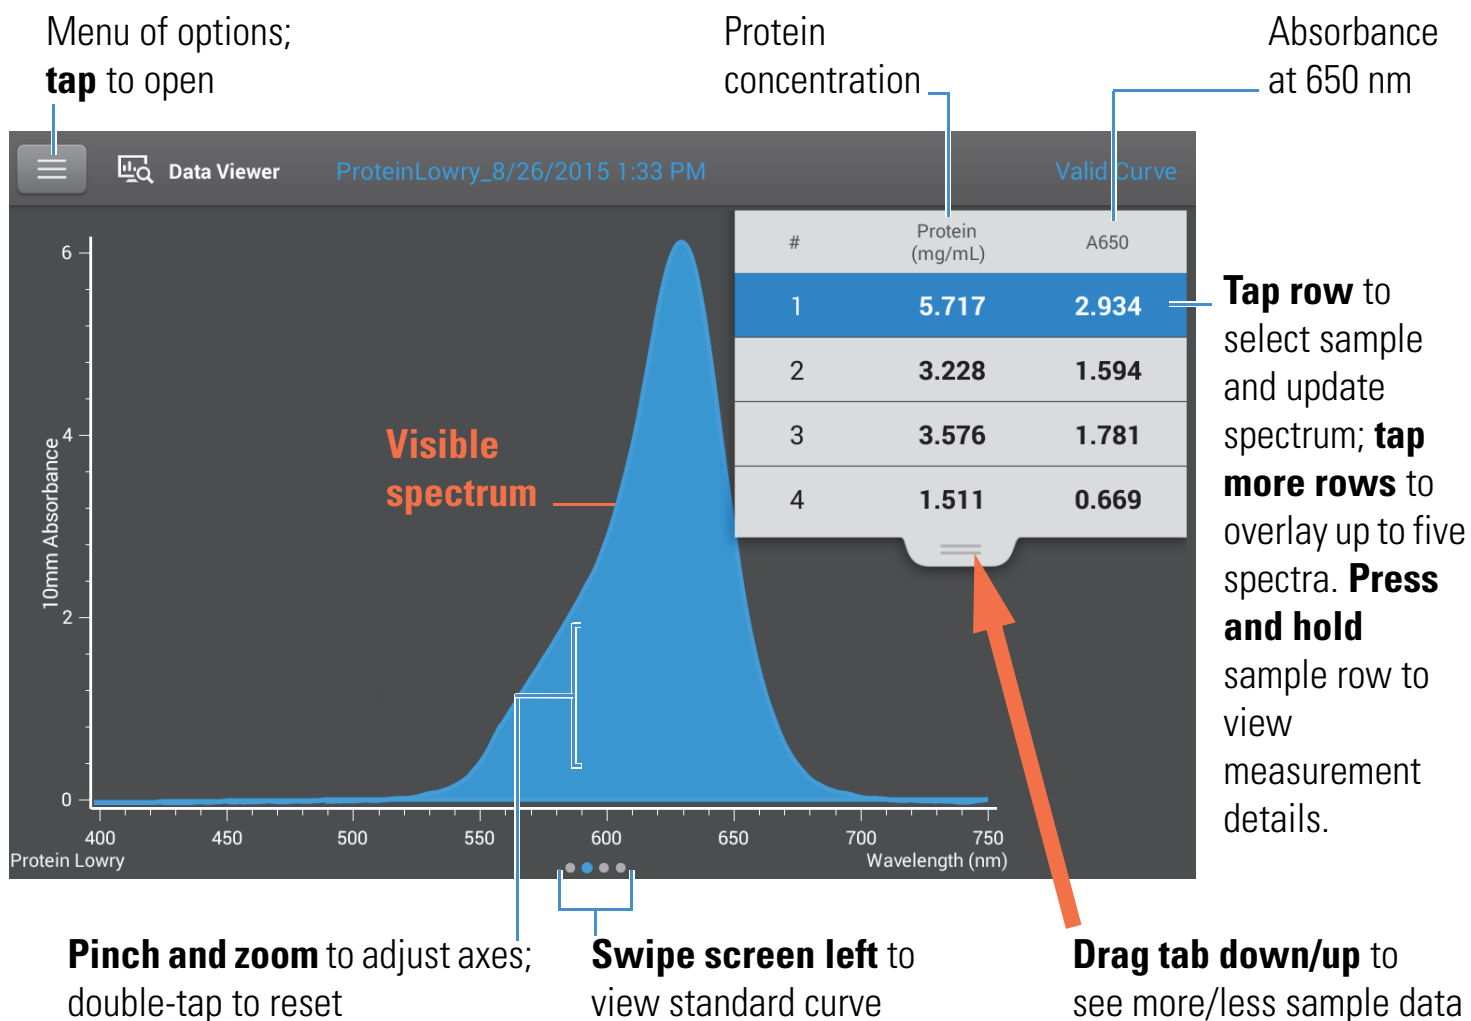 Menu of options;
tap to open
Protein
concentration
Absorbance
at 650 nm
Data Viewer
ProteinLowry_8/26/2015 1:33 PM
Valid Curve
# Protein (mg/mL) A650
1 5.717 2.934
2 3.228 1.594
3 3.576 1.781
4 1.511 0.669
Tap row to
select sample
and update
spectrum; tap
more rows to
overlay up to five
spectra. Press
and hold
sample row to
view
measurement
details.
Visible
spectrum
10mm Absorbance
6
4
2
0
400 450 500 550 600 650 700 750
Protein Lowry
Wavelength (nm)
Pinch and zoom to adjust axes;
double-tap to reset
Swipe screen left to
view standard curve
Drag tab down/up to
see more/less sample data